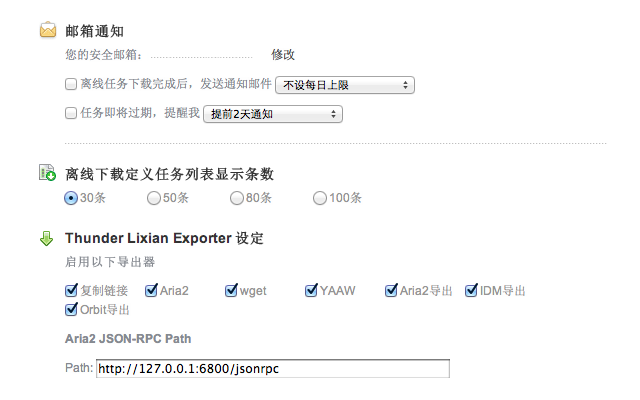 邮箱通知
您的安全邮箱： 修改
离线任务下载完成后，发送通知邮件 不设每日上限
任务即将过期，提醒我 提前2天通知
离线下载定义任务列表显示条数
30条 50条 80条 100条
Thunder Lixian Exporter 设定
启用以下导出器
复制链接 Aria2 wget YAAW Aria2导出 IDM导出
Orbit导出
Aria2 JSON-RPC Path
Path: http://127.0.0.1:6800/jsonrpc